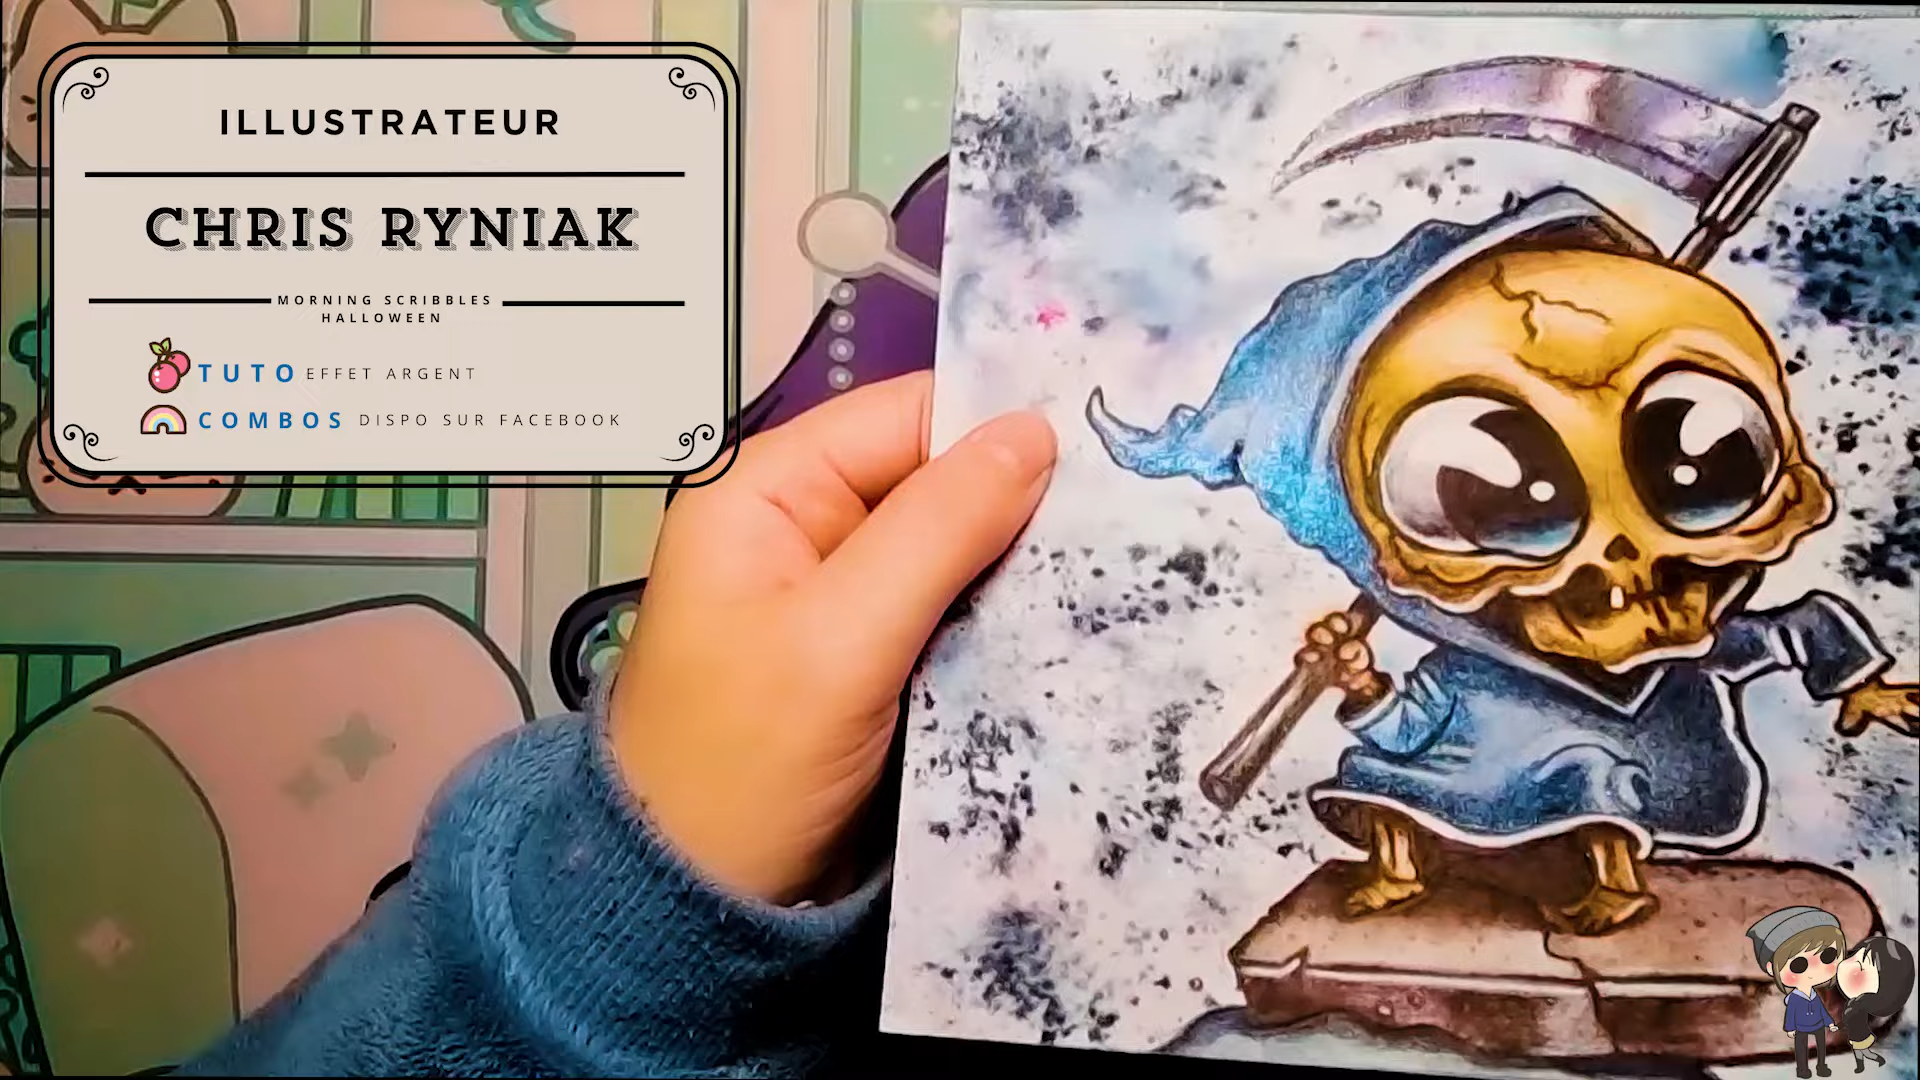 ILLUSTRATEUR
CHRIS RYNIAK
MORNING SCRIBBLES
HALLOWEEN
TUTO EFFET ARGENT
COMBOS DISPO SUR FACEBOOK